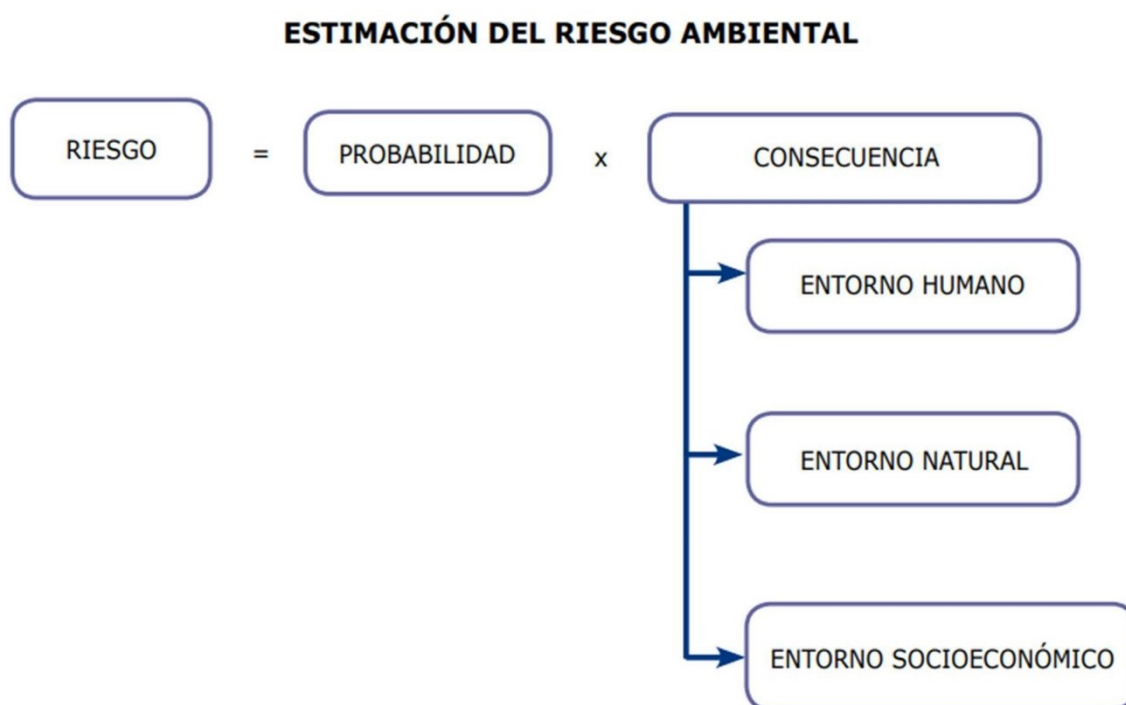 ESTIMACIÓN DEL RIESGO AMBIENTAL
RIESGO = PROBABILIDAD x CONSECUENCIA
ENTORNO HUMANO
ENTORNO NATURAL
ENTORNO SOCIOECONÓMICO